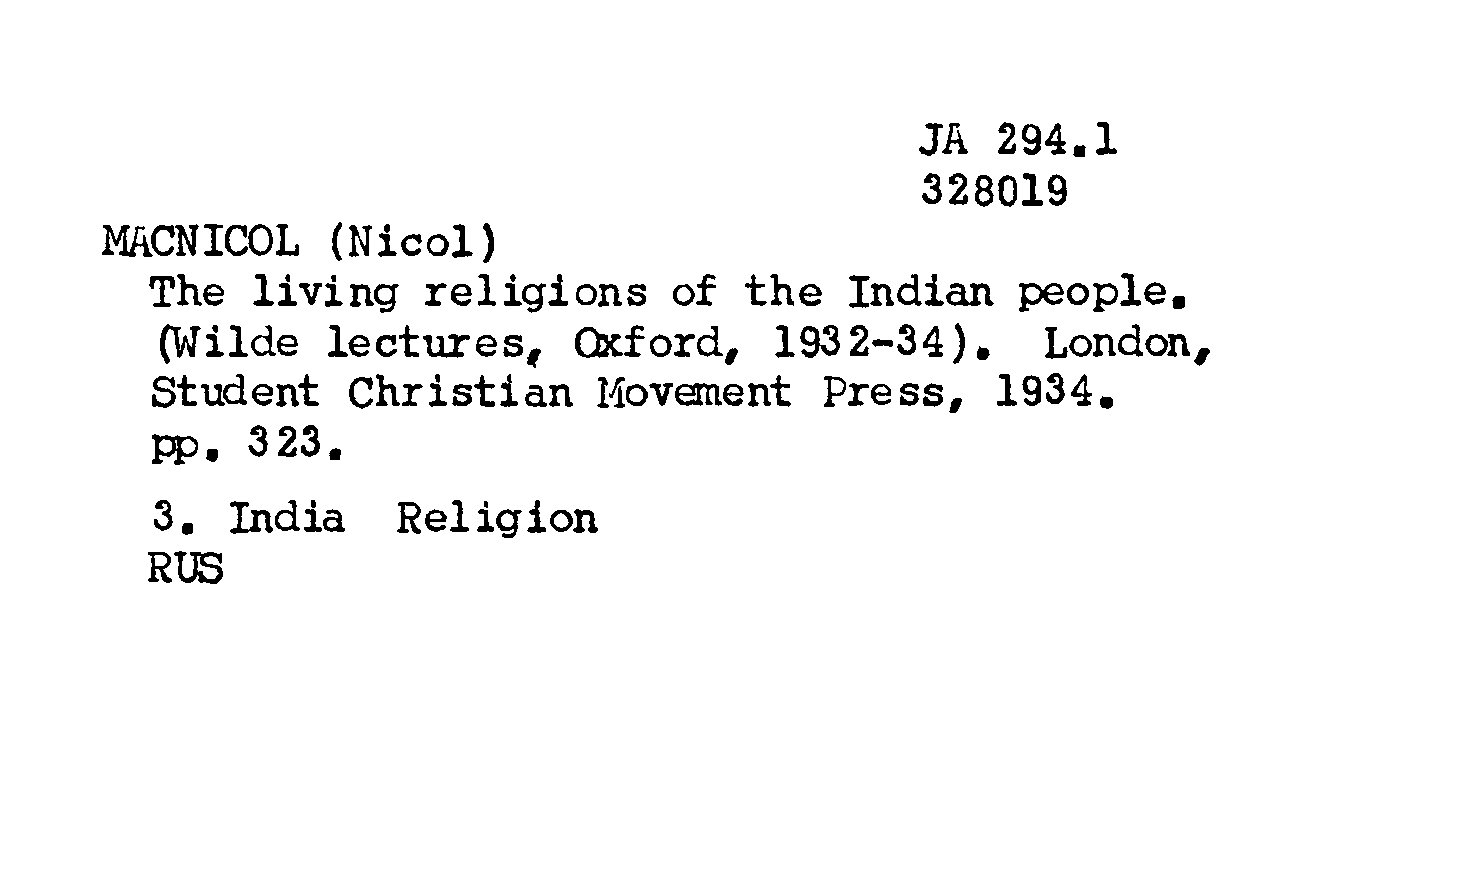 JA 294.1
328019
MACNICOL (Nicol)
The living religions of the Indian people.
(Wilde lectures, Oxford, 1932-34). London,
Student Christian Movement Press, 1934.
pp. 323.
3. India Religion
RUS